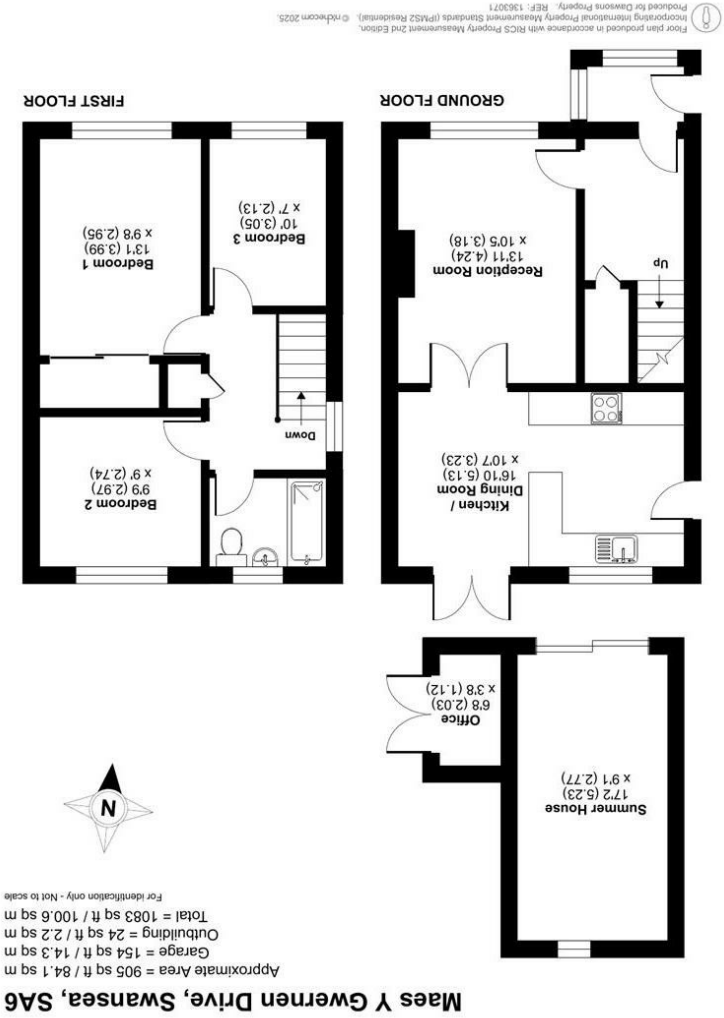 Maes Y Gwernen Drive, Swansea, SA6
Approximate Area = 905 sq ft / 84.1 sq m
Garage = 154 sq ft / 14.3 sq m
Outbuilding = 24 sq ft / 2.2 sq m
Total = 1083 sq ft / 100.6 sq m
For identification only - Not to scale
N
Summer House
17'2 (5.23)
x 9'1 (2.77)
Office
6'8 (2.03)
x 3'8 (1.12)
Kitchen /
Dining Room
16'10 (5.13)
x 10'7 (3.23)
Up
Reception Room
13'11 (4.24)
x 10'5 (3.18)
GROUND FLOOR
Bedroom 2
9'9 (2.97)
x 9' (2.74)
Down
Bedroom 3
10' (3.05)
x 7' (2.13)
Bedroom 1
13'1 (3.99)
x 9'8 (2.95)
FIRST FLOOR
Floor plan produced in accordance with RICS Property Measurement 2nd Edition,
Incorporating International Property Measurement Standards (IPMS2 Residential). © nichecom 2025.
Produced for Dawsons Property. REF: 1363071